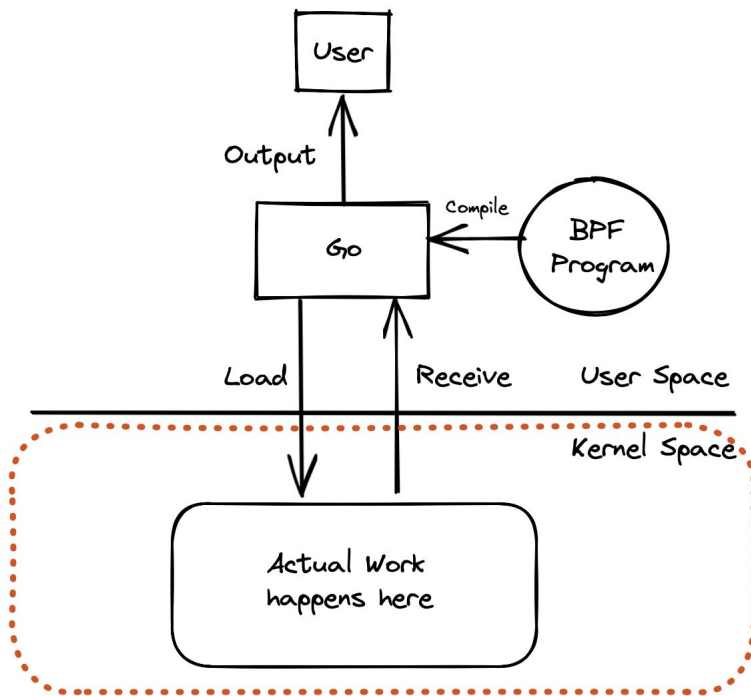 User
Output
Compile
Go
BPF
Program
Load
Receive
User Space
Kernel Space
Actual Work
happens here